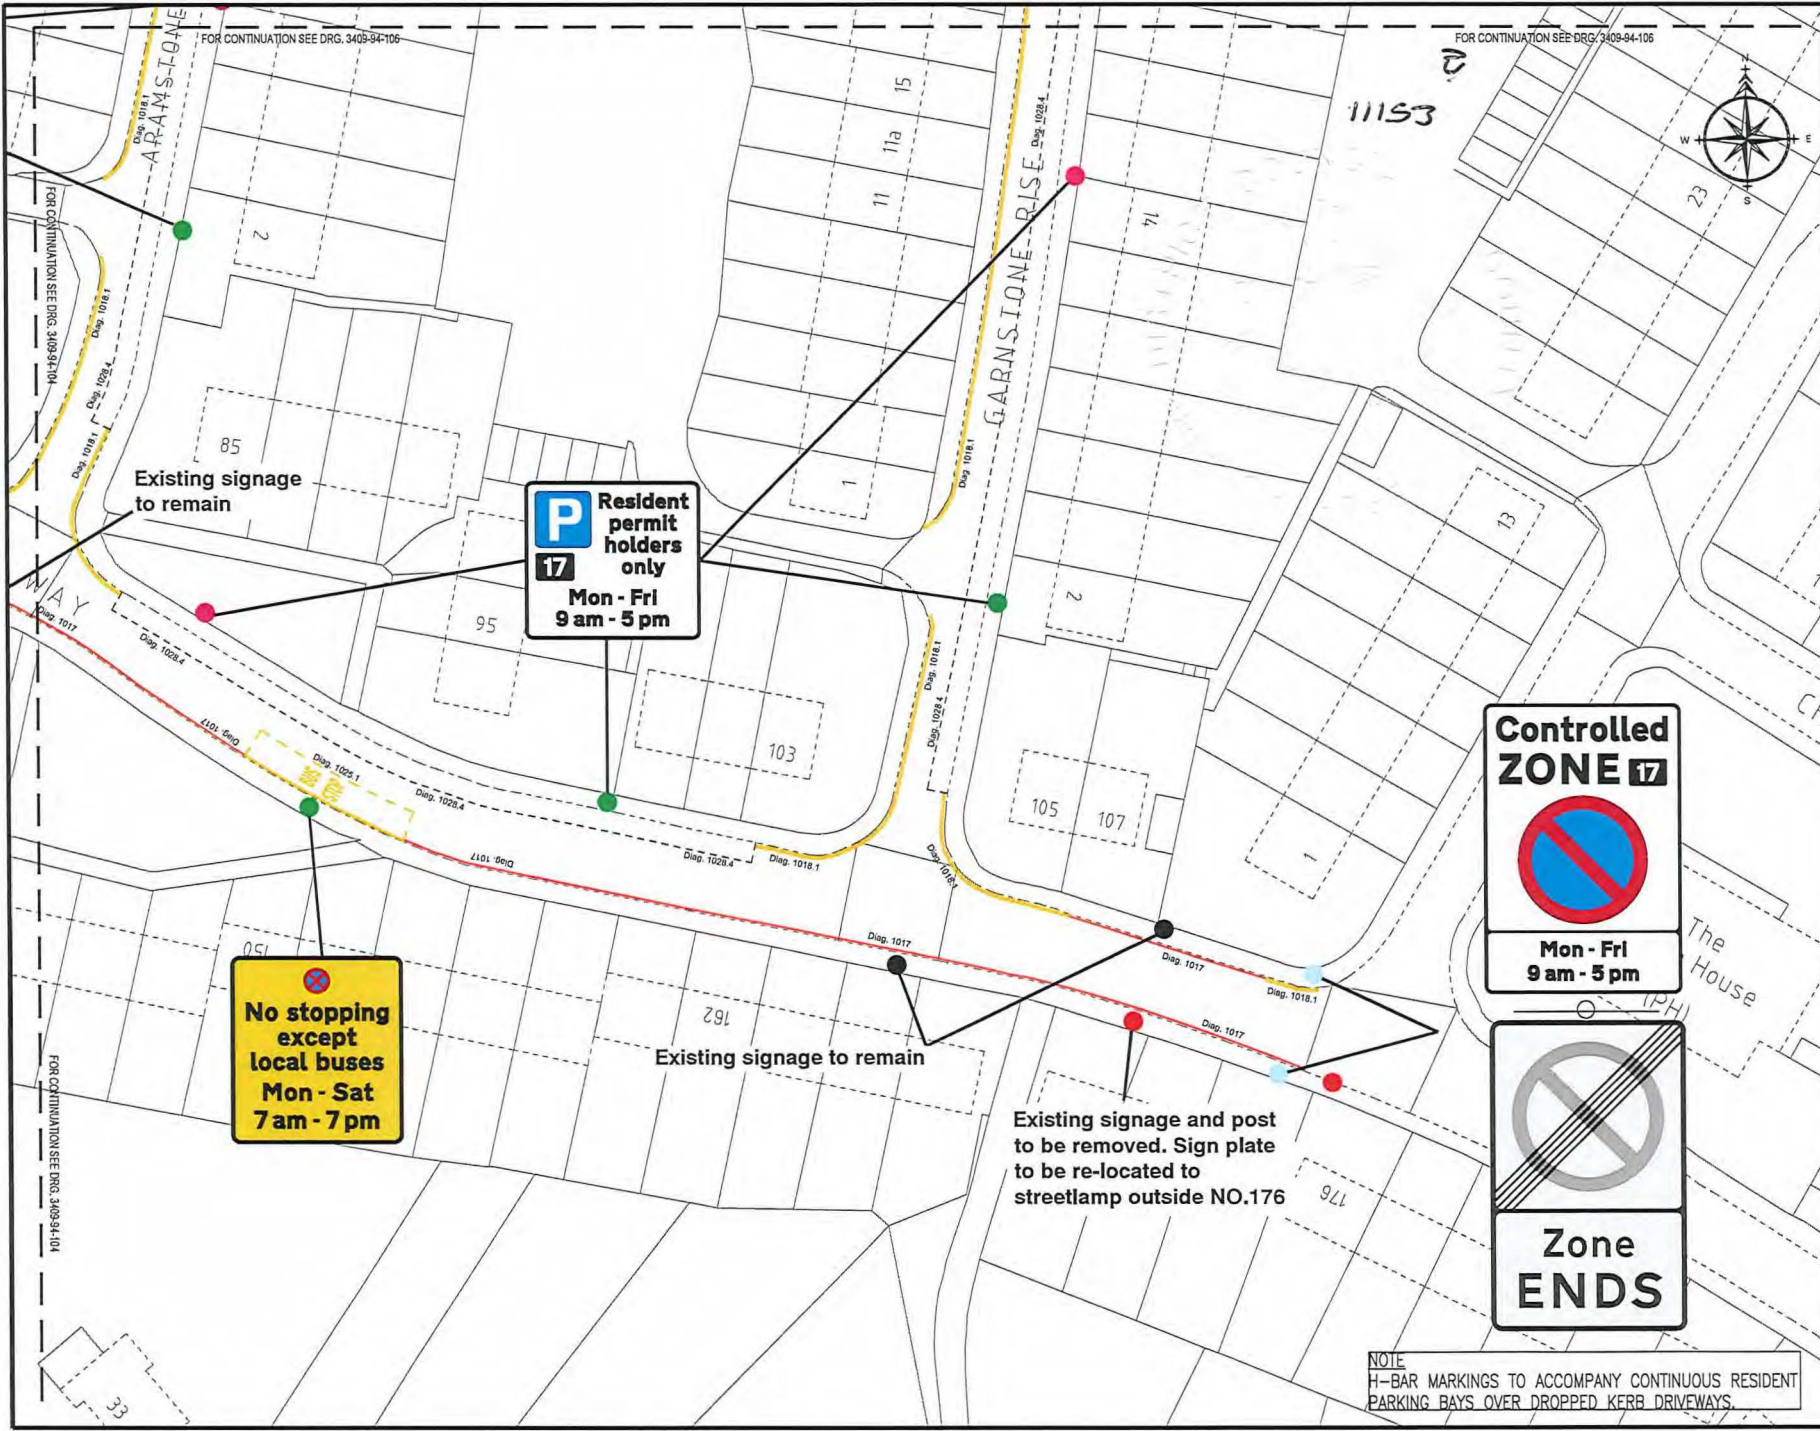 FOR CONTINUATION SEE DRG. 3409-94-106
FOR CONTINUATION SEE DRG. 3409-94-106
11153
N
W
E
S
ARAMSTONE
Diag. 1018.1
FOR CONTINUATION SEE DRG. 3409-94-104
2
15
11a
11
1
GARNSTONE RISE
Diag. 1028.4
14
23
Diag. 1018.1
Diag. 1028.4
Diag. 1018.1
85
Existing signage
to remain
P
Resident
permit
holders
only
17
Mon - Fri
9 am - 5 pm
Diag. 1018.1
13
2
WAY
Diag. 1017
Diag. 1028.4
95
Diag. 1018.1
Diag. 1028.4
103
Diag. 1017
Diag. 1025.1
BUS
STOP
Diag. 1028.4
105
107
1
Diag. 1017
Diag. 1028.4
Diag. 1018.1
Diag. 1018.1
Controlled
ZONE 17
Mon - Fri
9 am - 5 pm
The
House
(PH)
150
Diag. 1017
Diag. 1017
Diag. 1018.1
Diag. 1017
No stopping
except
local buses
Mon - Sat
7 am - 7 pm
162
Existing signage to remain
Existing signage and post
to be removed. Sign plate
to be re-located to
streetlamp outside NO.176
176
Zone
ENDS
FOR CONTINUATION SEE DRG. 3409-94-104
33
NOTE
H-BAR MARKINGS TO ACCOMPANY CONTINUOUS RESIDENT
PARKING BAYS OVER DROPPED KERB DRIVEWAYS.